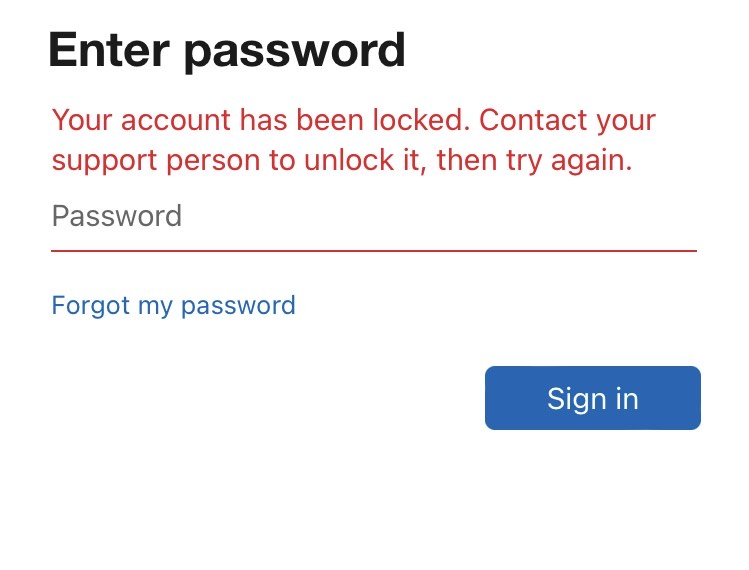 Enter password
Your account has been locked. Contact your
support person to unlock it, then try again.
Password
Forgot my password
Sign in